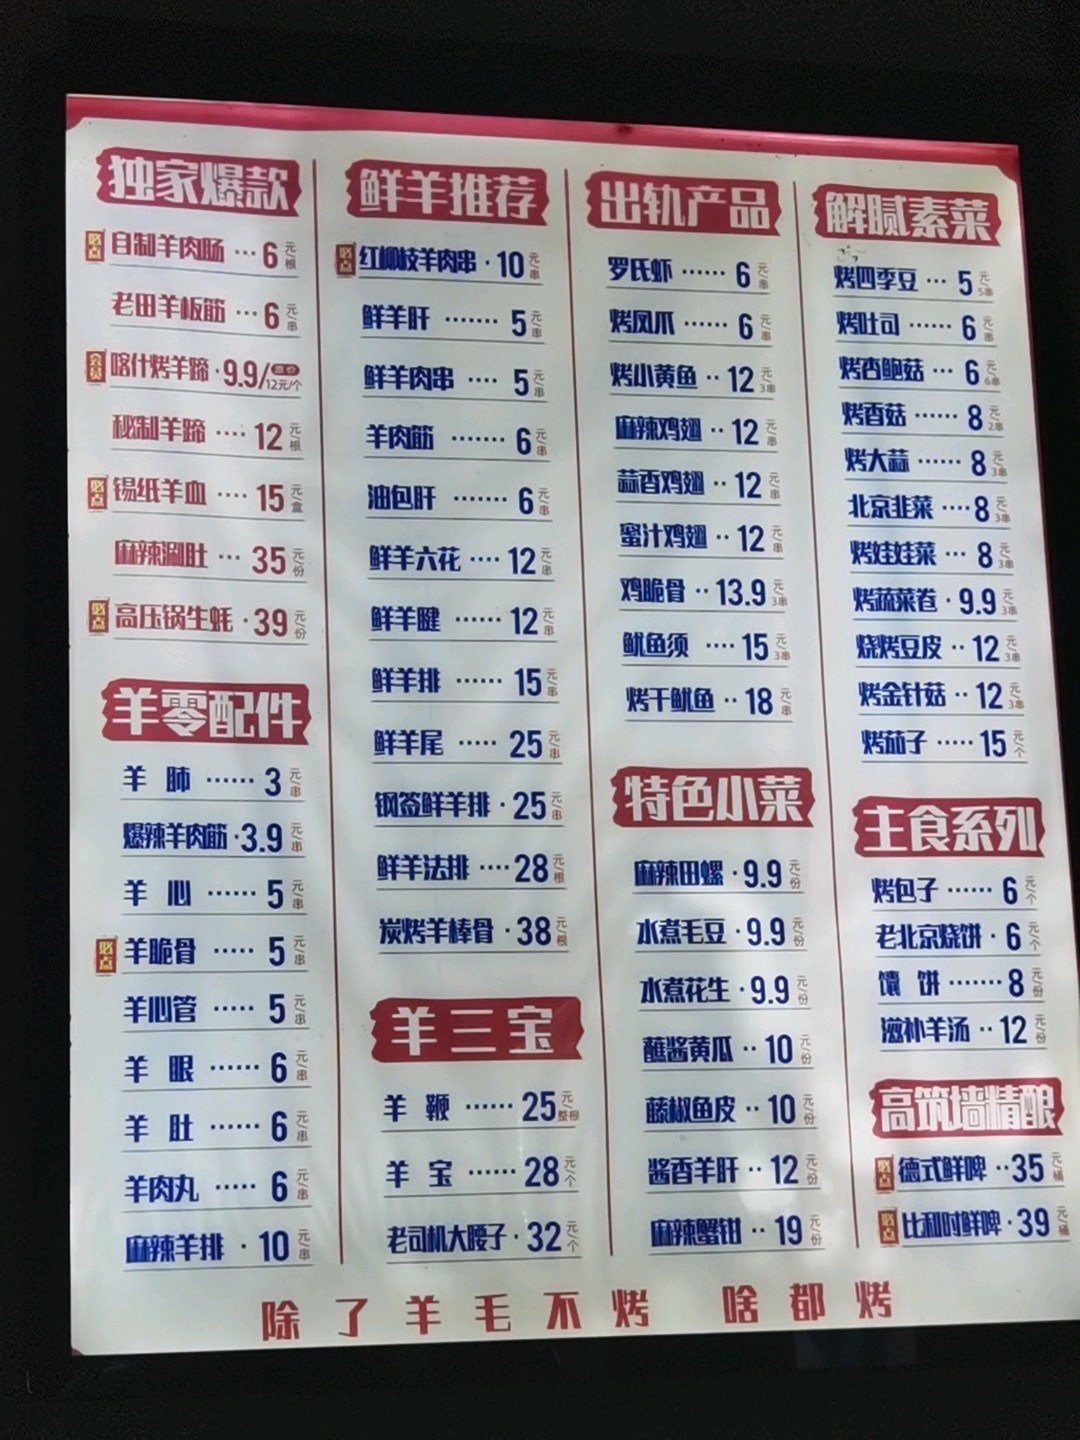 独家爆款
必点 自制羊肉肠 ··· 6 元/根
老田羊板筋 ··· 6 元/串
会员 喀什烤羊蹄 · 9.9/ 原价 12元/个
秘制羊蹄 ···· 12 元/根
必点 锡纸羊血 ···· 15 元/盒
麻辣涮肚 ··· 35 元/份
必点 高压锅生蚝 · 39 元/份
羊零配件
羊肺 ······ 3 元/串
爆辣羊肉筋 · 3.9 元/串
羊心 ······ 5 元/串
必点 羊脆骨 ····· 5 元/串
羊心管 ····· 5 元/串
羊眼 ······ 6 元/串
羊肚 ······ 6 元/串
羊肉丸 ····· 6 元/串
麻辣羊排 · 10 元/串
鲜羊推荐
必点 红柳枝羊肉串 · 10 元/串
鲜羊肝 ······· 5 元/串
鲜羊肉串 ···· 5 元/串
羊肉筋 ······· 6 元/串
油包肝 ······· 6 元/串
鲜羊六花 ···· 12 元/串
鲜羊腱 ······ 12 元/串
鲜羊排 ······ 15 元/串
鲜羊尾 ····· 25 元/串
钢签鲜羊排 · 25 元/串
鲜羊法排 ···· 28 元/根
炭烤羊棒骨 · 38 元/根
羊三宝
羊鞭 ······ 25 元/整根
羊宝 ······ 28 元/个
老司机大腰子 · 32 元/个
出轨产品
罗氏虾 ······ 6 元/串
烤凤爪 ······ 6 元/串
烤小黄鱼 ·· 12 元/3串
麻辣鸡翅 ·· 12 元/串
蒜香鸡翅 ·· 12 元/串
蜜汁鸡翅 ·· 12 元/串
鸡脆骨 ·· 13.9 元/3串
鱿鱼须 ···· 15 元/3串
烤干鱿鱼 ·· 18 元/串
特色小菜
麻辣田螺 · 9.9 元/份
水煮毛豆 · 9.9 元/份
水煮花生 · 9.9 元/份
蘸酱黄瓜 ·· 10 元/份
藤椒鱼皮 ·· 10 元/份
酱香羊肝 ·· 12 元/份
麻辣蟹钳 ·· 19 元/份
解腻素菜
烤四季豆 ··· 5 元/5串
烤吐司 ······ 6 元/串
烤杏鲍菇 ··· 6 元/6串
烤香菇 ······ 8 元/2串
烤大蒜 ······ 8 元/3串
北京韭菜 ···· 8 元/3串
烤娃娃菜 ··· 8 元/3串
烤蔬菜卷 · 9.9 元/3串
烧烤豆皮 ·· 12 元/3串
烤金针菇 ·· 12 元/3串
烤茄子 ····· 15 元/个
主食系列
烤包子 ······ 6 元/个
老北京烧饼 · 6 元/个
馕饼 ······· 8 元/份
滋补羊汤 ·· 12 元/份
高筑墙精酿
必点 德式鲜啤 ·· 35 元/桶
必点 比利时鲜啤 · 39 元/桶
除了羊毛不烤 啥都烤